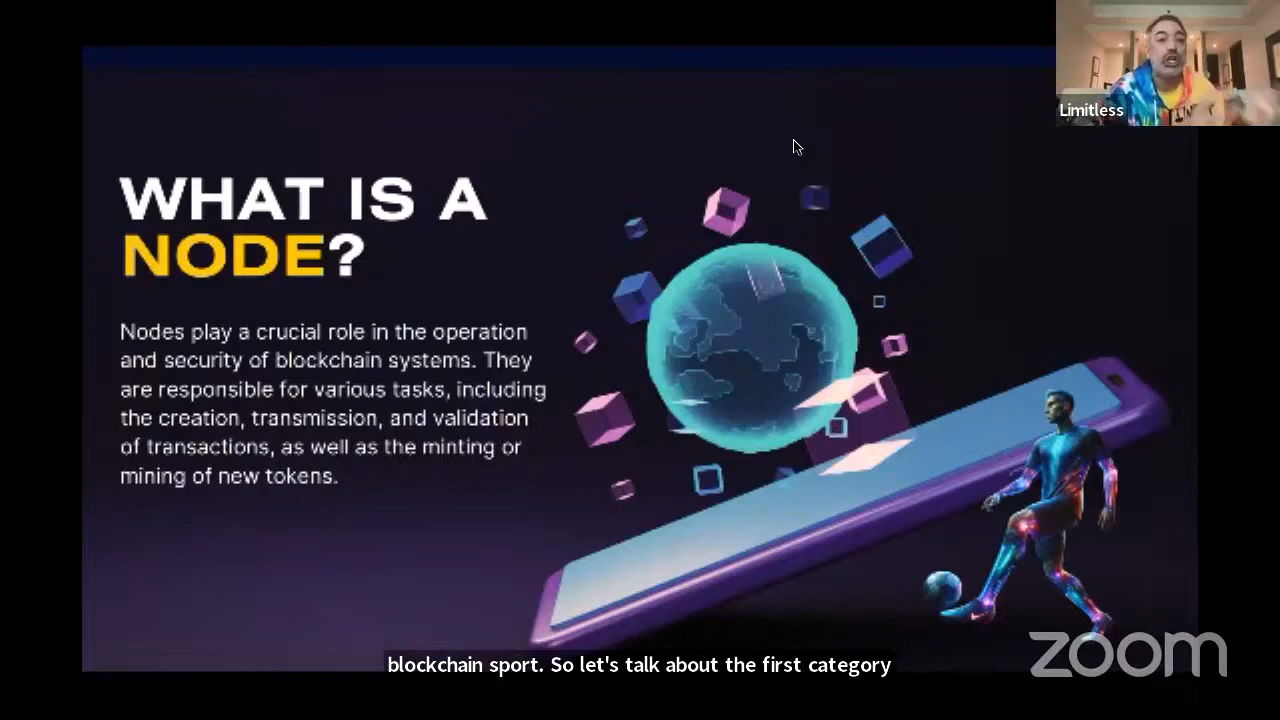 Limitless
WHAT IS A
NODE?
Nodes play a crucial role in the operation
and security of blockchain systems. They
are responsible for various tasks, including
the creation, transmission, and validation
of transactions, as well as the minting or
mining of new tokens.
blockchain sport. So let's talk about the first category
zoom